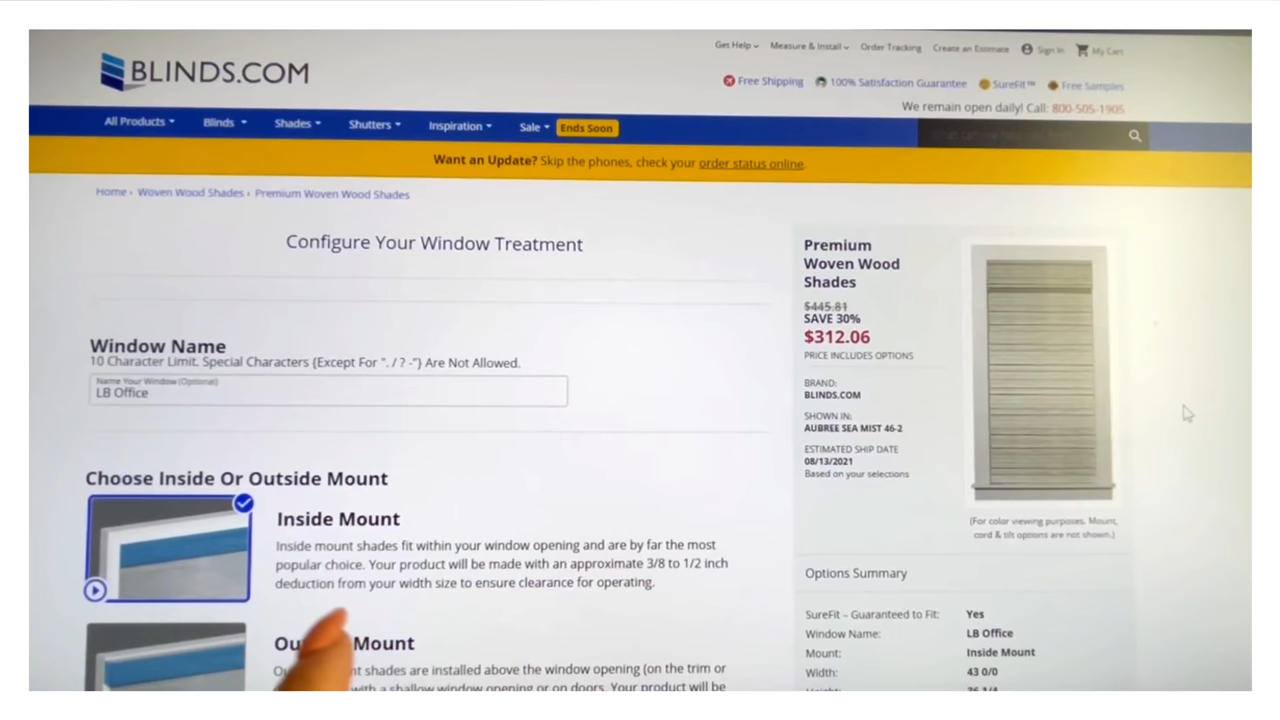 BLINDS.COM
Get Help
Measure & Install
Order Tracking
Create an Estimate
Sign In
My Cart
Free Shipping
100% Satisfaction Guarantee
SureFit™
Free Samples
We remain open daily! Call: 800-505-1905
All Products
Blinds
Shades
Shutters
Inspiration
Sale
Ends Soon
Want an Update? Skip the phones, check your order status online.
Home › Woven Wood Shades › Premium Woven Wood Shades
Configure Your Window Treatment
Window Name
10 Character Limit. Special Characters (Except For ". / ? -") Are Not Allowed.
Name Your Window (Optional)
LB Office
Choose Inside Or Outside Mount
Inside Mount
Inside mount shades fit within your window opening and are by far the most
popular choice. Your product will be made with an approximate 3/8 to 1/2 inch
deduction from your width size to ensure clearance for operating.
Mount
shades are installed above the window opening (on the trim or
with a shallow window opening or on doors. Your product will be
Premium
Woven Wood
Shades
$445.81
SAVE 30%
$312.06
PRICE INCLUDES OPTIONS
BRAND:
BLINDS.COM
SHOWN IN:
AUBREE SEA MIST 46-2
ESTIMATED SHIP DATE
08/13/2021
Based on your selections
(For color viewing purposes. Mount,
cord & tilt options are not shown.)
Options Summary
SureFit – Guaranteed to Fit: Yes
Window Name: LB Office
Mount: Inside Mount
Width: 43 0/0